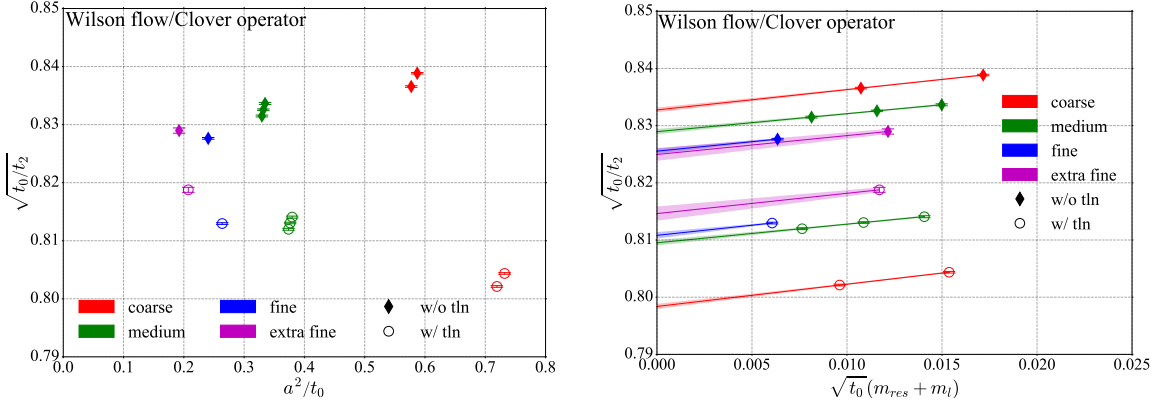 Wilson flow/Clover operator
0.85
0.84
0.83
0.82
0.81
0.80
0.79
√t₀/t₂
coarse
medium
fine
extra fine
w/o tln
w/ tln
0.0 0.1 0.2 0.3 0.4 0.5 0.6 0.7 0.8
a²/t₀
Wilson flow/Clover operator
0.85
0.84
0.83
0.82
0.81
0.80
0.79
√t₀/t₂
coarse
medium
fine
extra fine
w/o tln
w/ tln
0.000 0.005 0.010 0.015 0.020 0.025
√t₀(m_res + m_l)